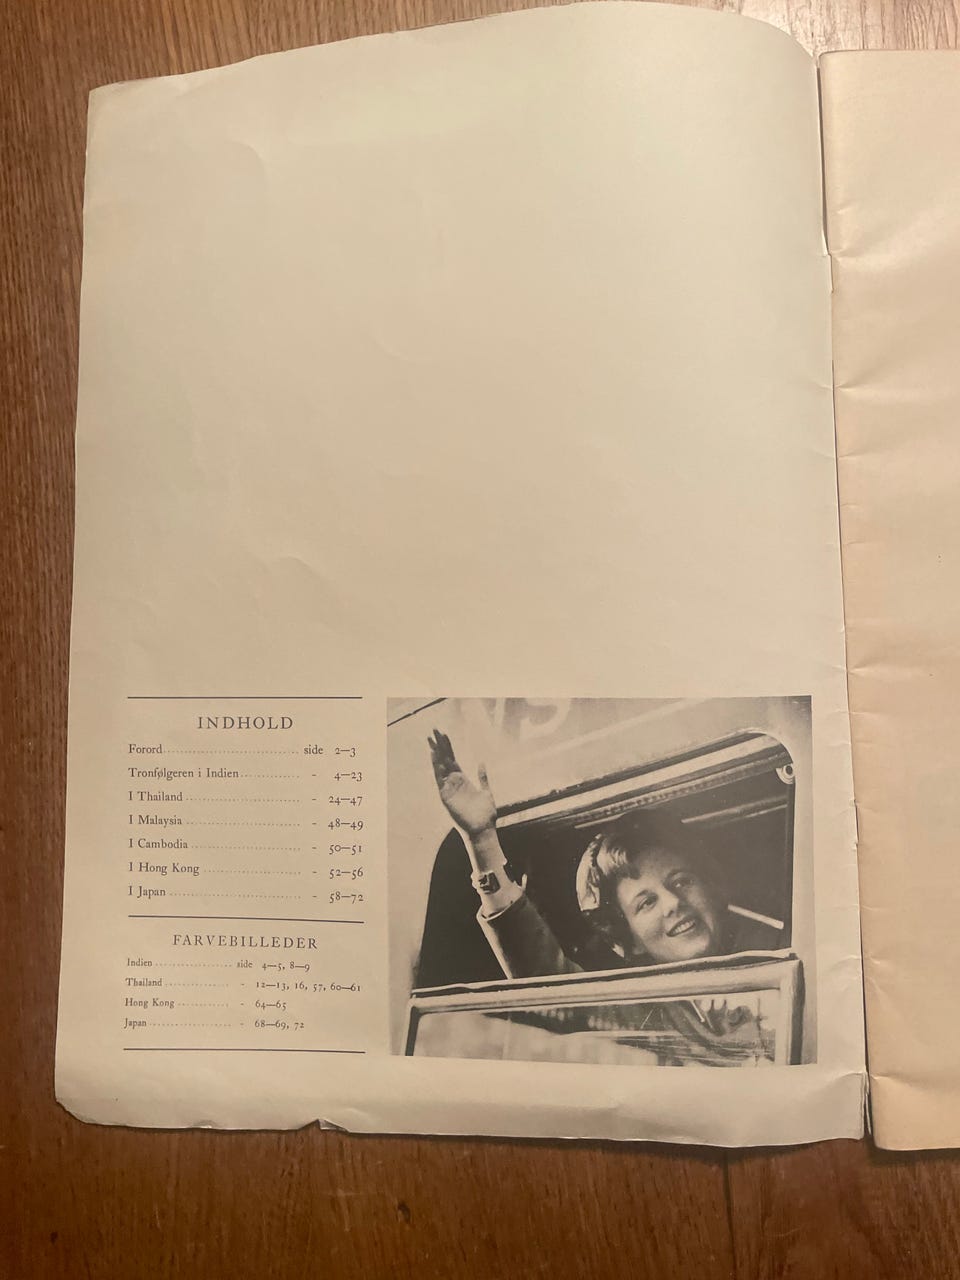 INDHOLD
Forord.............................. side 2—3
Tronfølgeren i Indien............... - 4—23
I Thailand ............................. - 24—47
I Malaysia ............................. - 48—49
I Cambodia ............................ - 50—51
I Hong Kong ......................... - 52—56
I Japan ................................. - 58—72
FARVEBILLEDER
Indien .................... side 4—5, 8—9
Thailand ................. - 12—13, 16, 57, 60—61
Hong Kong .............. - 64—65
Japan ........................ - 68—69, 72